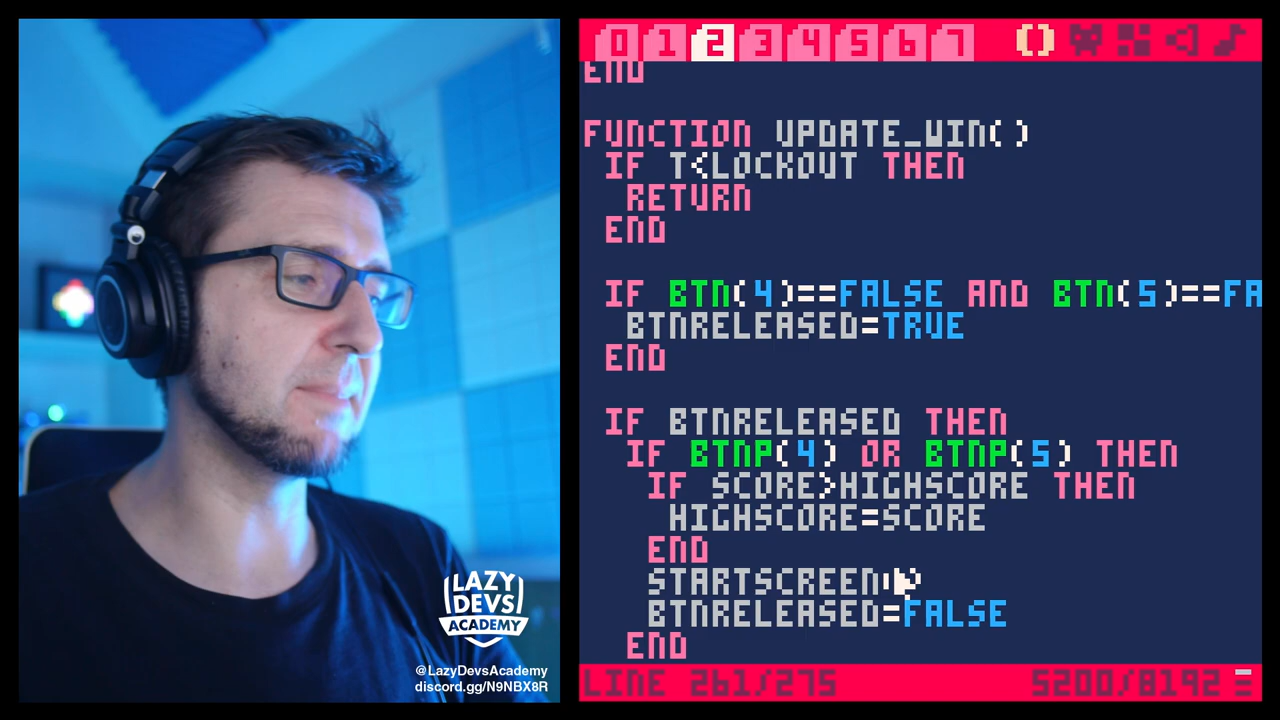 LAZY
DEVS
ACADEMY
@LazyDevsAcademy
discord.gg/N9NBX8R
0 1 2 3 4 5 6 7 ()
END
FUNCTION UPDATE_WIN()
IF T<LOCKOUT THEN
RETURN
END
IF BTN(4)==FALSE AND BTN(5)==FA
BTNRELEASED=TRUE
END
IF BTNRELEASED THEN
IF BTNP(4) OR BTNP(5) THEN
IF SCORE>HIGHSCORE THEN
HIGHSCORE=SCORE
END
STARTSCREEN()
BTNRELEASED=FALSE
END
LINE 261/275 5200/8192